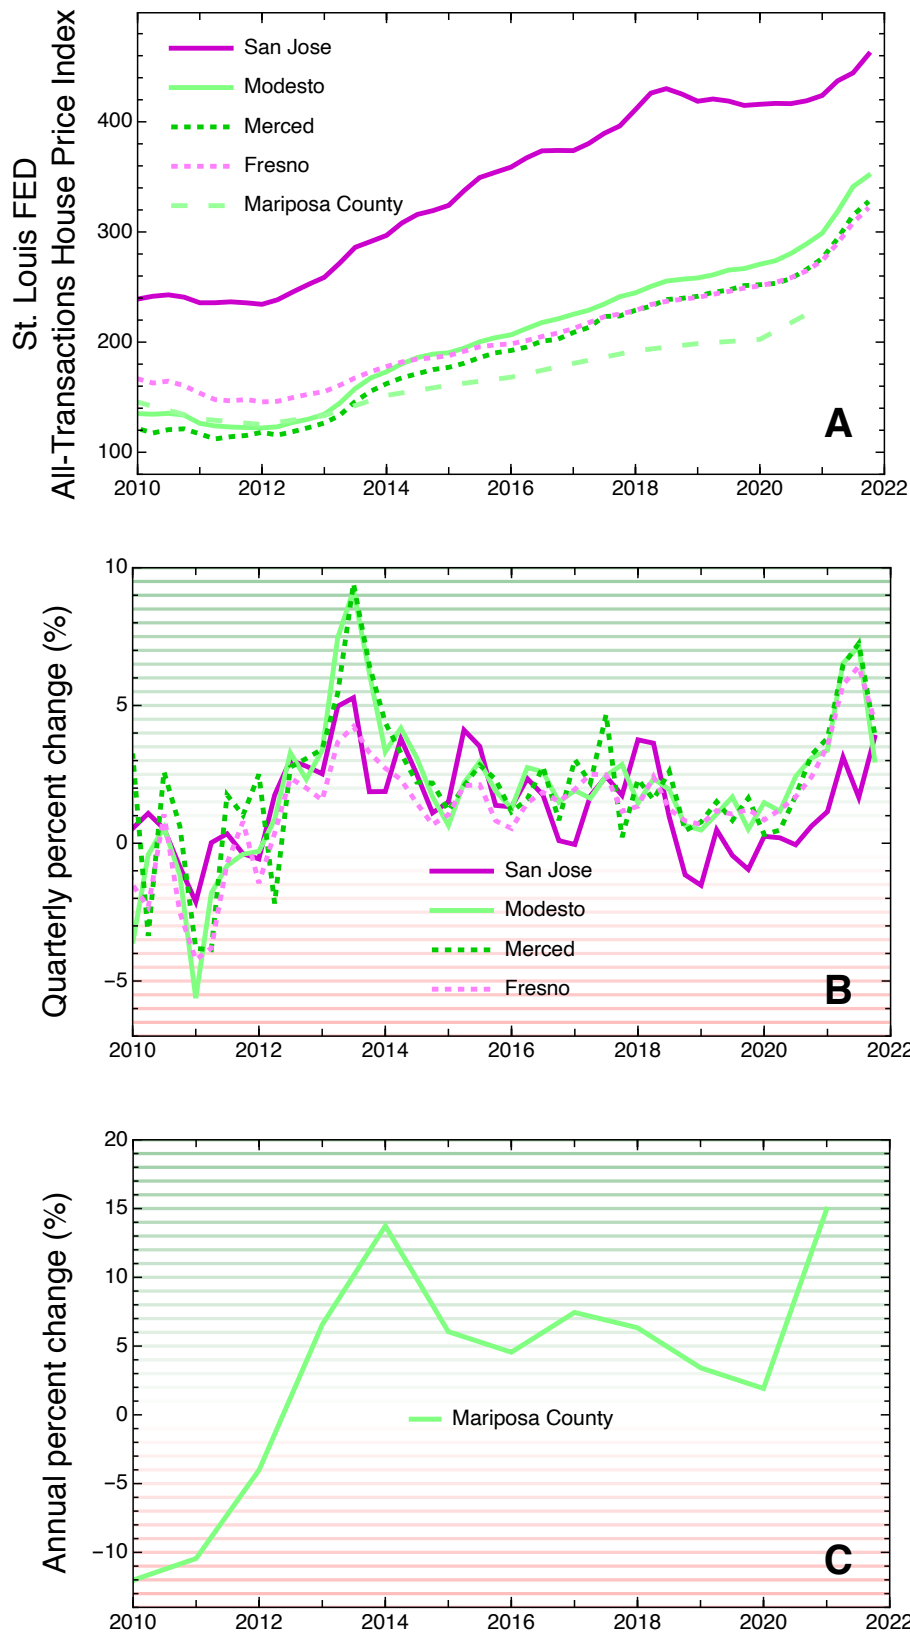 St. Louis FED
All-Transactions House Price Index
400
300
200
100
San Jose
Modesto
Merced
Fresno
Mariposa County
A
2010 2012 2014 2016 2018 2020 2022
Quarterly percent change (%)
10
5
0
−5
San Jose
Modesto
Merced
Fresno
B
2010 2012 2014 2016 2018 2020 2022
Annual percent change (%)
20
15
10
5
0
−5
−10
Mariposa County
C
2010 2012 2014 2016 2018 2020 2022